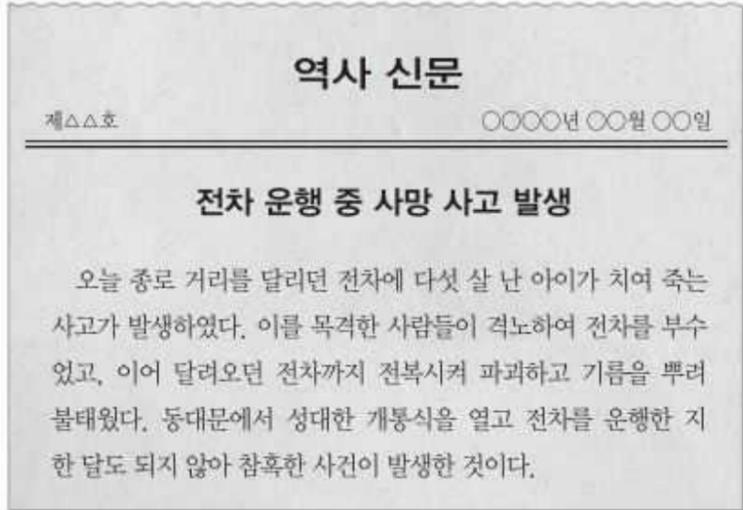 역사 신문
제△△호 ○○○○년 ○○월 ○○일
전차 운행 중 사망 사고 발생
오늘 종로 거리를 달리던 전차에 다섯 살 난 아이가 치여 죽는
사고가 발생하였다. 이를 목격한 사람들이 격노하여 전차를 부수
었고, 이어 달려오던 전차까지 전복시켜 파괴하고 기름을 뿌려
불태웠다. 동대문에서 성대한 개통식을 열고 전차를 운행한 지
한 달도 되지 않아 참혹한 사건이 발생한 것이다.